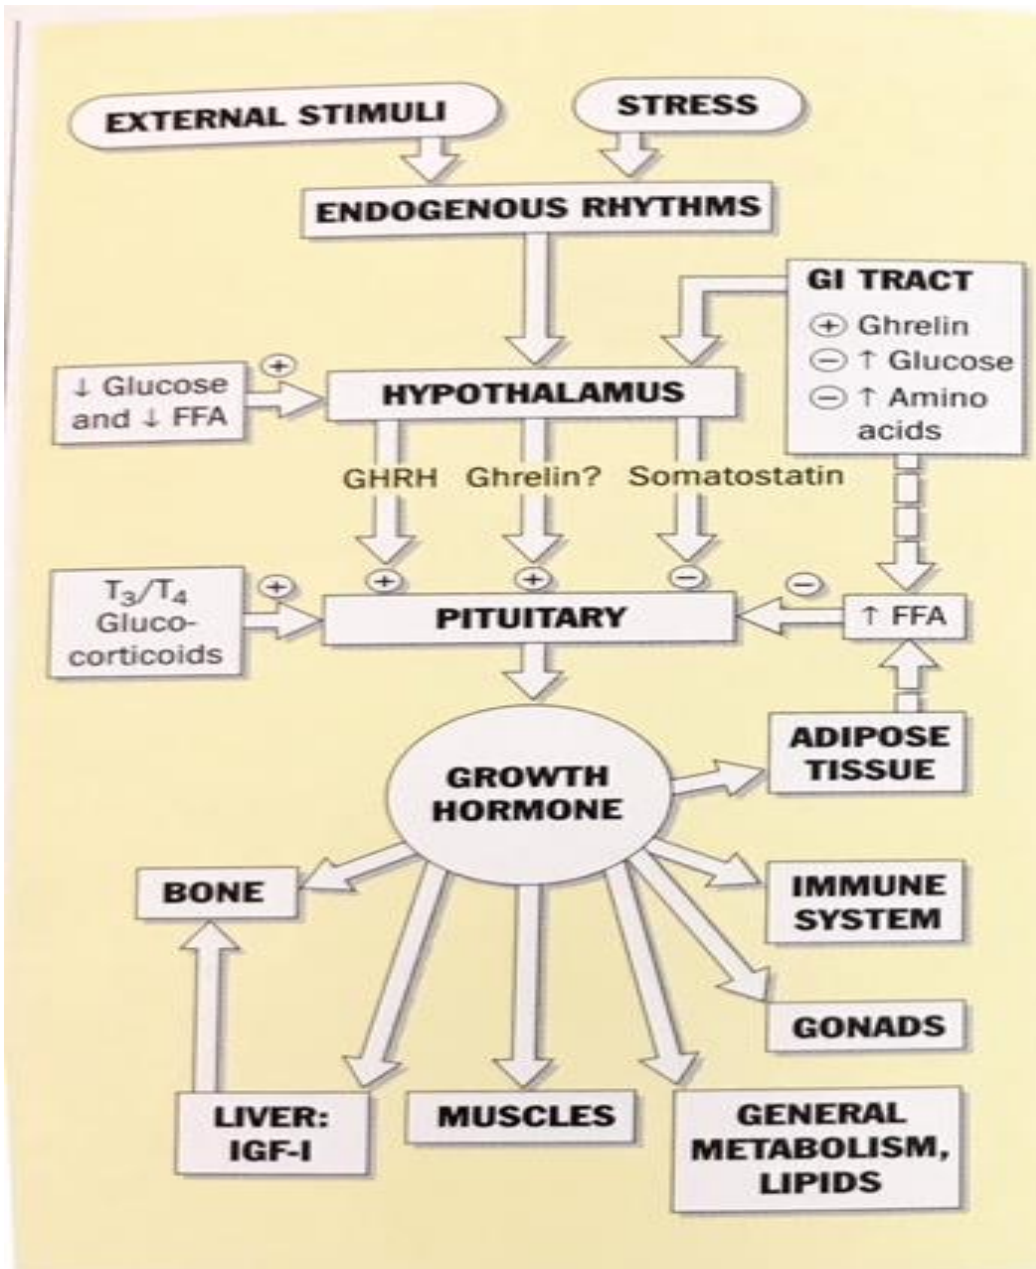 EXTERNAL STIMULI
STRESS
ENDOGENOUS RHYTHMS
GI TRACT
⊕ Ghrelin
⊖ ↑ Glucose
⊖ ↑ Amino
acids
⊕
↓ Glucose
and ↓ FFA
HYPOTHALAMUS
GHRH
Ghrelin?
Somatostatin
⊕
T₃/T₄
Gluco-
corticoids
⊕
⊕
⊖
⊖
PITUITARY
↑ FFA
ADIPOSE
TISSUE
GROWTH
HORMONE
BONE
IMMUNE
SYSTEM
GONADS
LIVER:
IGF-I
MUSCLES
GENERAL
METABOLISM,
LIPIDS